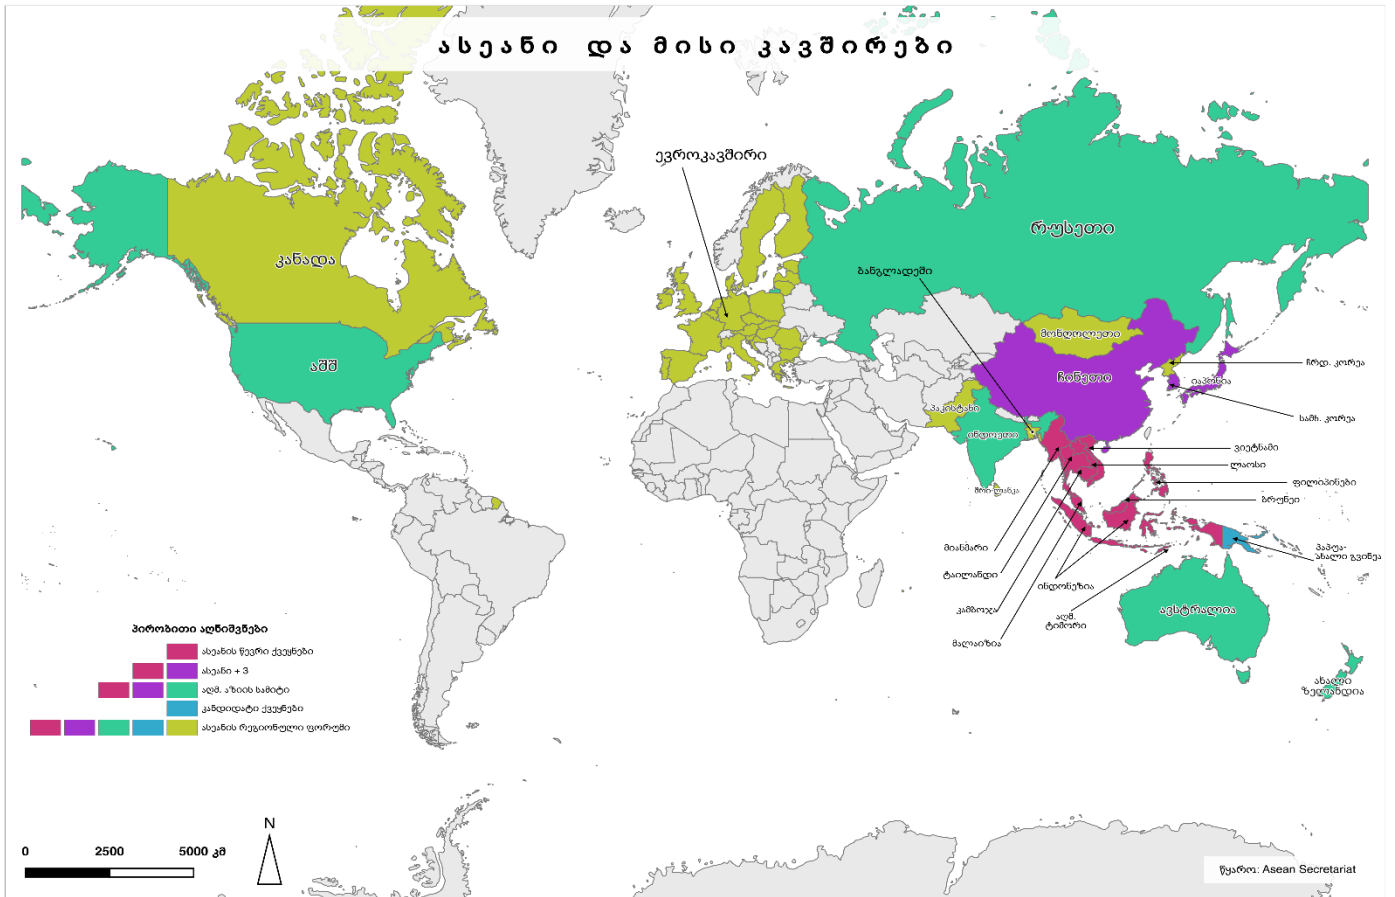 ასეანი და მისი კავშირები
ევროკავშირი
რუსეთი
კანადა
ბანგლადეში
მონღოლეთი
აშშ
ჩრდ. კორეა
ჩინეთი
იაპონია
პაკისტანი
სამხ. კორეა
ინდოეთი
ვიეტნამი
ლაოსი
შრი-ლანკა
ფილიპინები
ბრუნეი
მიანმარი
პაპუა-
ახალი გვინეა
ტაილანდი
ინდონეზია
კამბოჯა
აღმ.
ტიმორი
ავსტრალია
მალაიზია
ახალი
ზელანდია
პირობითი აღნიშვნები
ასეანის წევრი ქვეყნები
ასეანი + 3
აღმ. აზიის სამიტი
კანდიდატი ქვეყნები
ასეანის რეგიონული ფორუმი
N
0 2500 5000 კმ
წყარო: Asean Secretariat